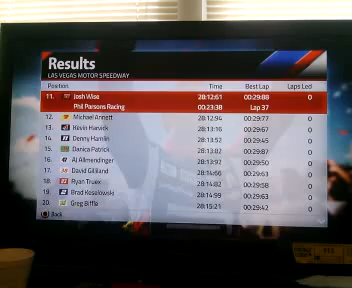 Results
LAS VEGAS MOTOR SPEEDWAY
Position Time Best Lap Laps Led
11. Josh Wise 28:12:61 00:29:88 0
Phil Parsons Racing 00:23:38 Lap 37
12. Michael Annett 28:12:94 00:29:77 0
13. Kevin Harvick 28:13:16 00:29:67 0
14. Denny Hamlin 28:13:52 00:29:45 0
15. Danica Patrick 28:13:82 00:29:87 0
16. AJ Allmendinger 28:13:92 00:29:50 0
17. David Gilliland 28:14:66 00:29:63 0
18. Ryan Truex 28:14:82 00:29:58 0
19. Brad Keselowski 28:14:99 00:29:63 0
20. Greg Biffle 28:15:21 00:29:42 0
Back